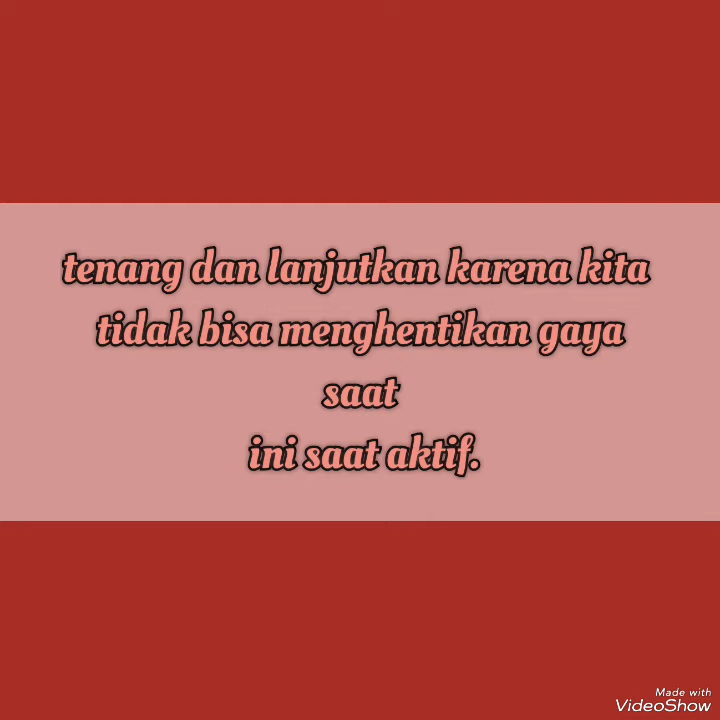 tenang dan lanjutkan karena kita
tidak bisa menghentikan gaya
saat
ini saat aktif.
Made with
VideoShow